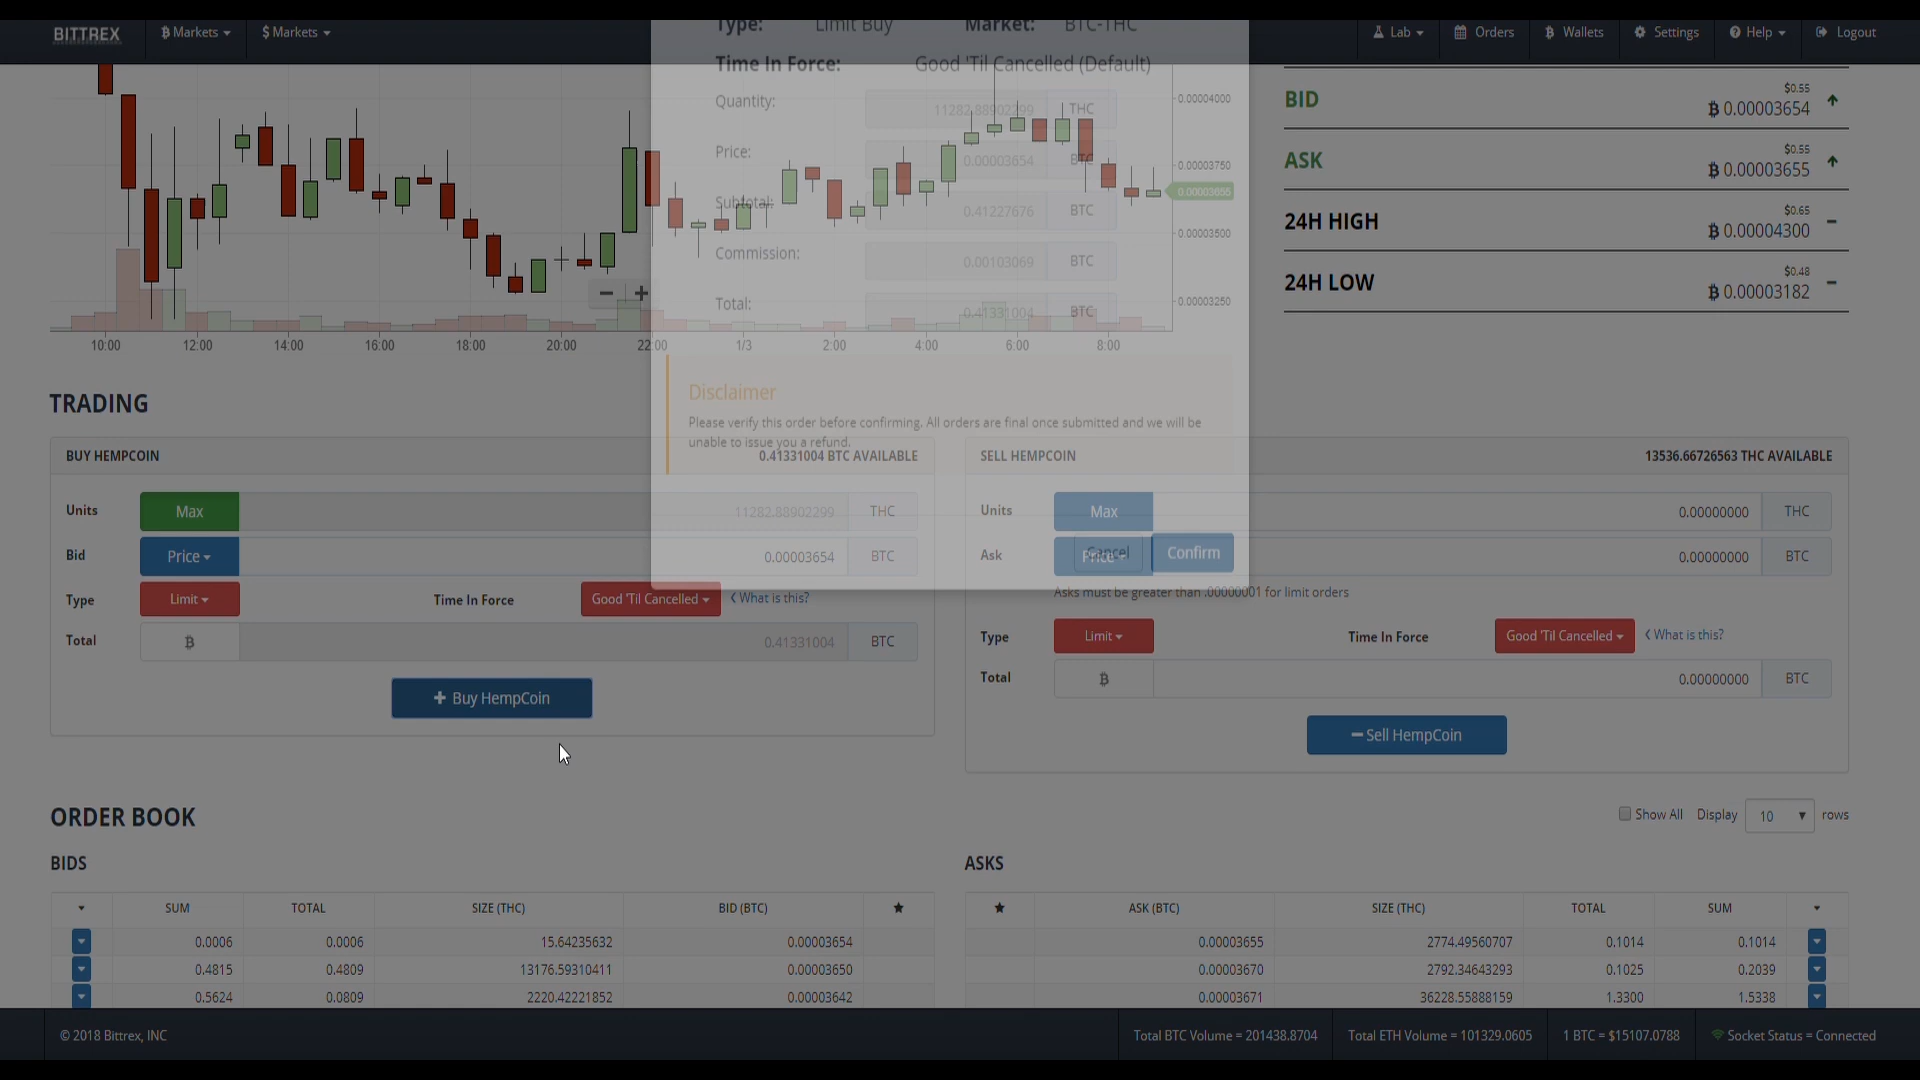 BITTREX
Markets
$ Markets
Lab
Orders
Wallets
Settings
Help
Logout
Type: Limit Buy Market: BTC-THC
Time In Force: Good 'Til Cancelled (Default)
Quantity: 11282.88902299 THC
Price: 0.00003654 BTC
Subtotal: 0.41227676 BTC
Commission: 0.00103069 BTC
Total: 0.41331004 BTC
Disclaimer
Please verify this order before confirming. All orders are final once submitted and we will be
unable to issue you a refund.
Cancel Confirm
0.00004000
0.00003750
0.00003655
0.00003500
0.00003250
10:00 12:00 14:00 16:00 18:00 20:00 22:00 1/3 2:00 4:00 6:00 8:00
$0.55
BID 0.00003654
$0.55
ASK 0.00003655
$0.65
24H HIGH 0.00004300
$0.48
24H LOW 0.00003182
TRADING
BUY HEMPCOIN 0.41331004 BTC AVAILABLE
Units Max 11282.88902299 THC
Bid Price 0.00003654 BTC
Type Limit Time In Force Good 'Til Cancelled What is this?
Total 0.41331004 BTC
Buy HempCoin
SELL HEMPCOIN 13536.66726563 THC AVAILABLE
Units Max 0.00000000 THC
Ask Price 0.00000000 BTC
Asks must be greater than .00000001 for limit orders
Type Limit Time In Force Good 'Til Cancelled What is this?
Total 0.00000000 BTC
Sell HempCoin
ORDER BOOK
Show All Display 10 rows
BIDS
SUM TOTAL SIZE (THC) BID (BTC)
0.0006 0.0006 15.64235632 0.00003654
0.4815 0.4809 13176.59310411 0.00003650
0.5624 0.0809 2220.42221852 0.00003642
ASKS
ASK (BTC) SIZE (THC) TOTAL SUM
0.00003655 2774.49560707 0.1014 0.1014
0.00003670 2792.34643293 0.1025 0.2039
0.00003671 36228.55888159 1.3300 1.5338
© 2018 Bittrex, INC
Total BTC Volume = 201438.8704
Total ETH Volume = 101329.0605
1 BTC = $15107.0788
Socket Status = Connected